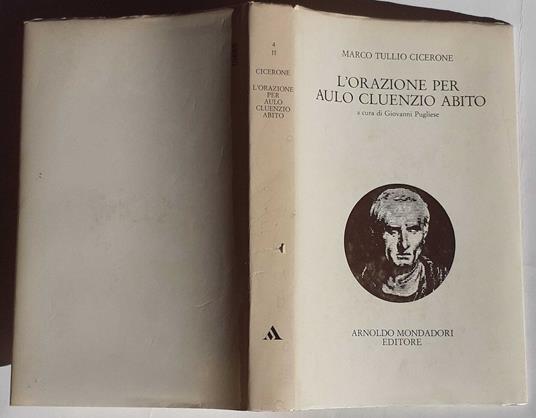 4
II
CICERONE
L'ORAZIONE
PER
AULO
CLUENZIO
ABITO
MARCO TULLIO CICERONE
L'ORAZIONE PER
AULO CLUENZIO ABITO
a cura di Giovanni Pugliese
ARNOLDO MONDADORI
EDITORE